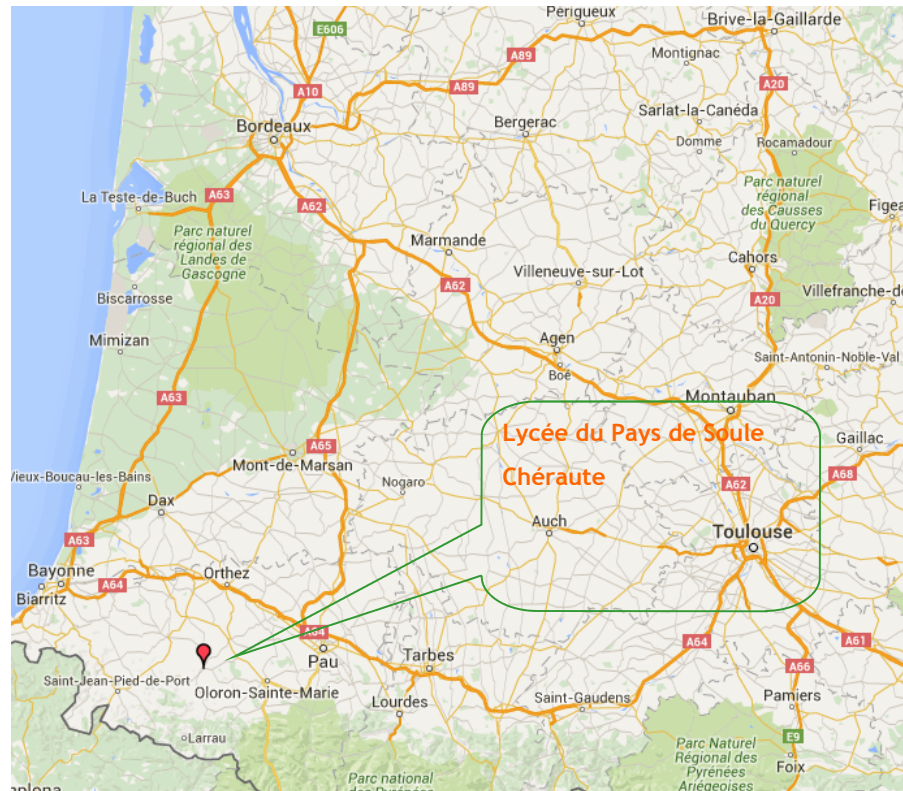 Périgueux
Brive-la-Gaillarde
E606
Montignac
A89
A20
A10
A89
Sarlat-la-Canéda
Bordeaux
Bergerac
Domme
Rocamadour
Parc naturel
régional
des Causses
du Quercy
La Teste-de-Buch
A63
A62
Figea
Parc naturel
régional des
Landes de
Gascogne
Marmande
Cahors
Villeneuve-sur-Lot
A62
Biscarrosse
A20
Villefranche-de
Mimizan
Agen
Boé
Saint-Antonin-Noble-Val
A63
Montauban
Lycée du Pays de Soule
Chéraute
Gaillac
A65
Mont-de-Marsan
Vieux-Boucau-les-Bains
Nogaro
A62
A68
Dax
Auch
Toulouse
A63
Bayonne
A64
Orthez
Biarritz
A64
A64
A61
Pau
Tarbes
A66
Saint-Jean-Pied-de-Port
Oloron-Sainte-Marie
Lourdes
Saint-Gaudens
Pamiers
Larrau
E9
Parc Naturel
Régional des
Pyrénées
Ariégeoises
Foix
Parc national
des Pyrénées
plona